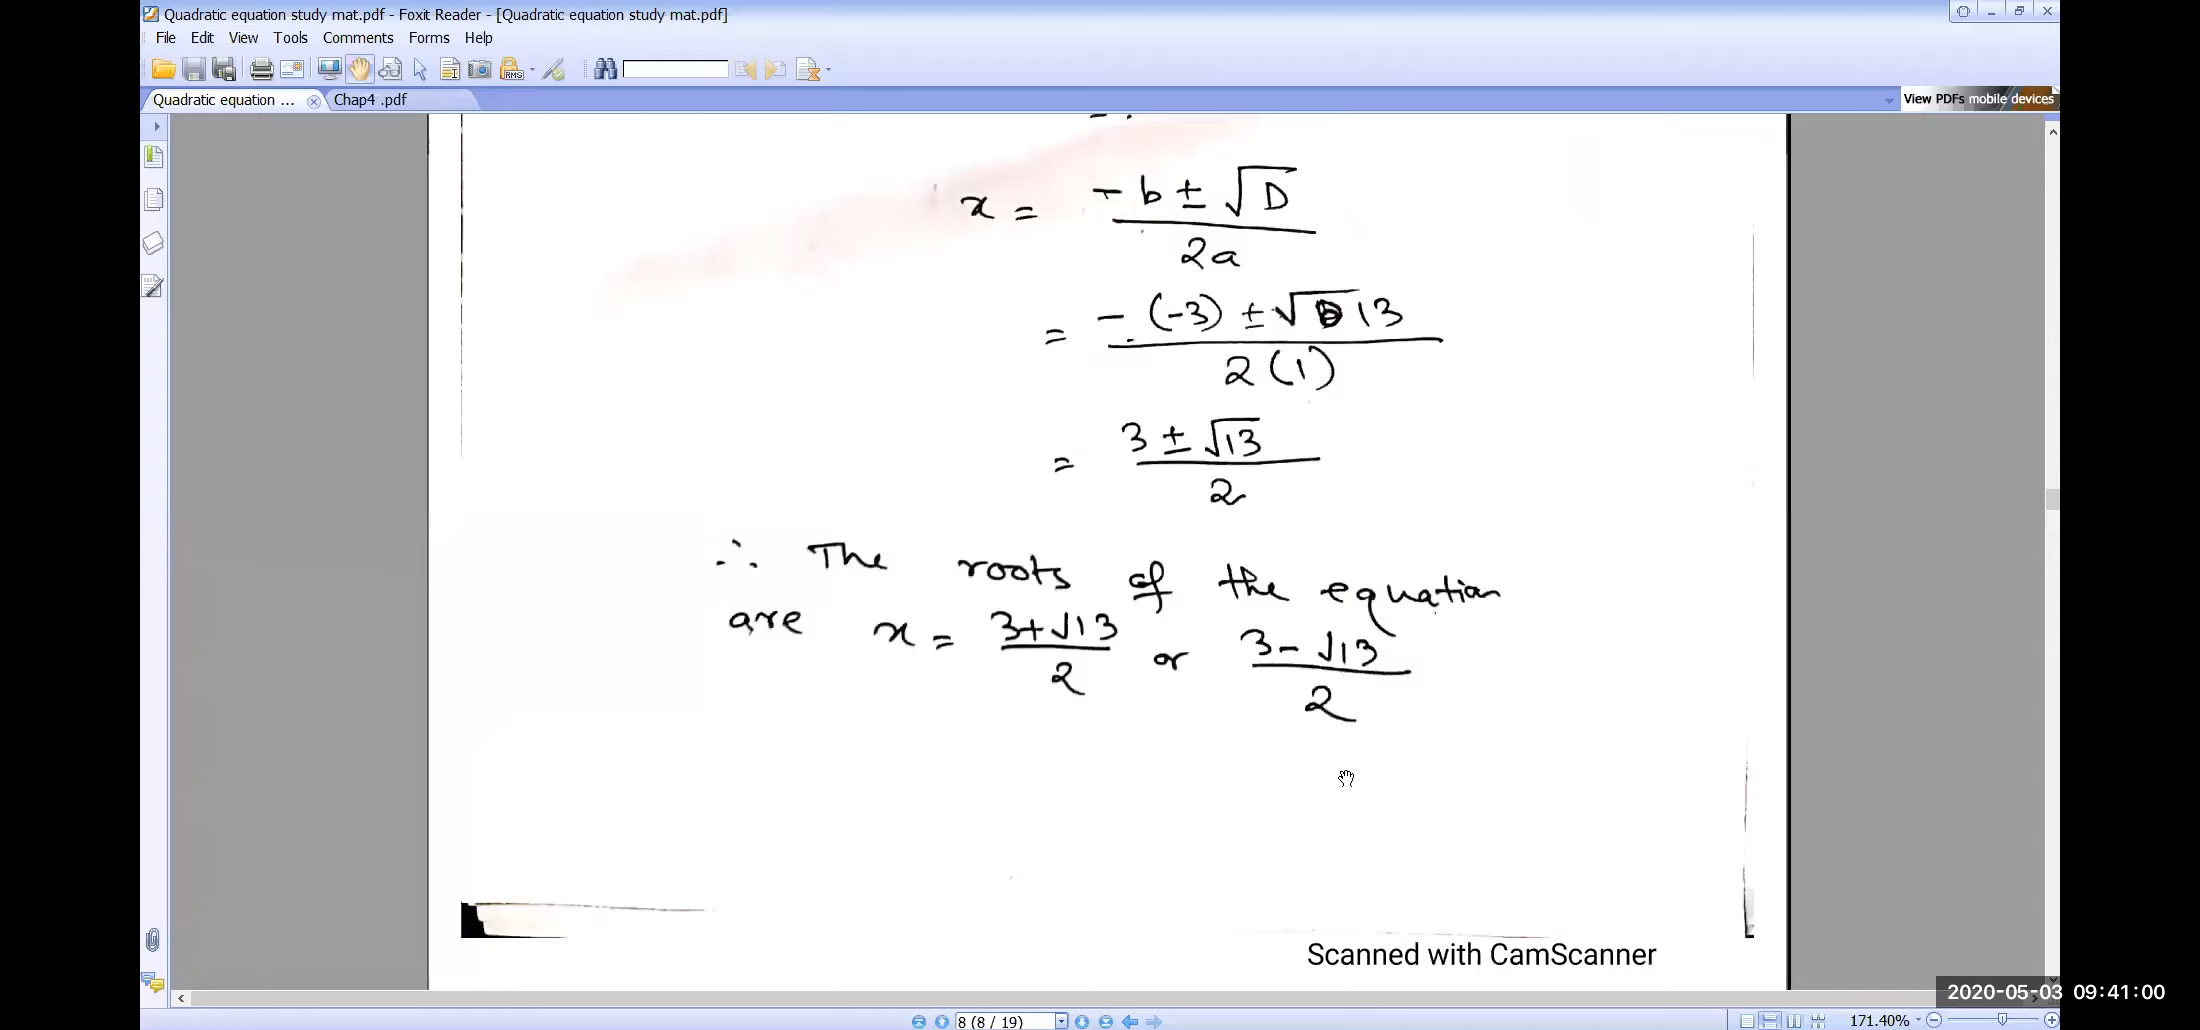 Quadratic equation study mat.pdf - Foxit Reader - [Quadratic equation study mat.pdf]
File Edit View Tools Comments Forms Help
Quadratic equation ... Chap4 .pdf View PDFs mobile devices
x = -b ± √D / 2a
= -(-3) ± √13 / 2(1)
= 3 ± √13 / 2
∴ The roots of the equation
are x = 3+√13 / 2 or 3-√13 / 2
Scanned with CamScanner
2020-05-03 09:41:00
8 (8 / 19) 171.40%